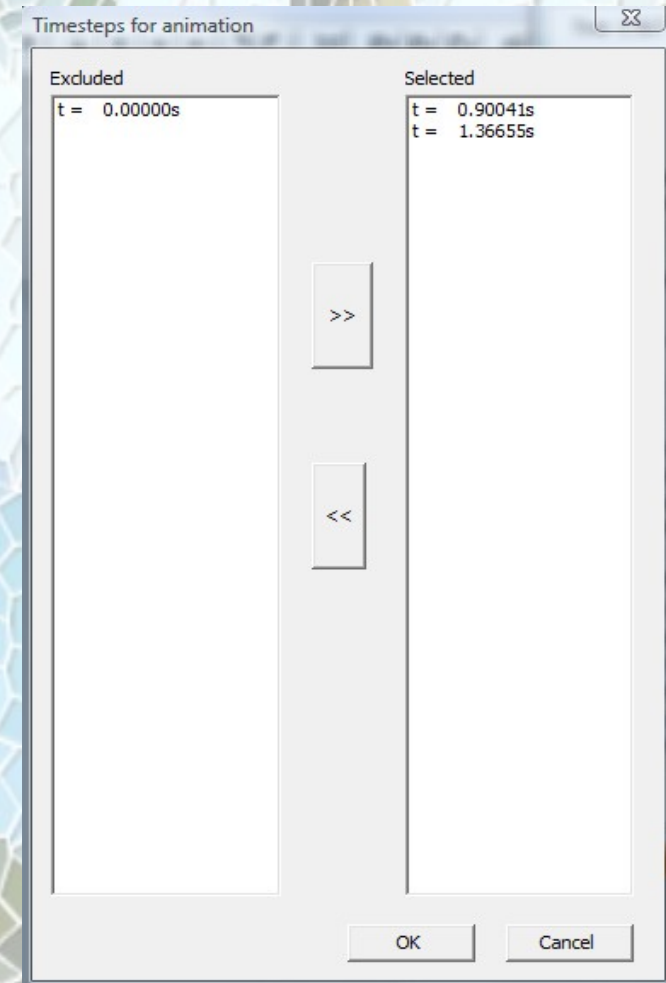 Timesteps for animation
Excluded
Selected
t = 0.00000s
t = 0.90041s
t = 1.36655s
>>
<<
OK
Cancel